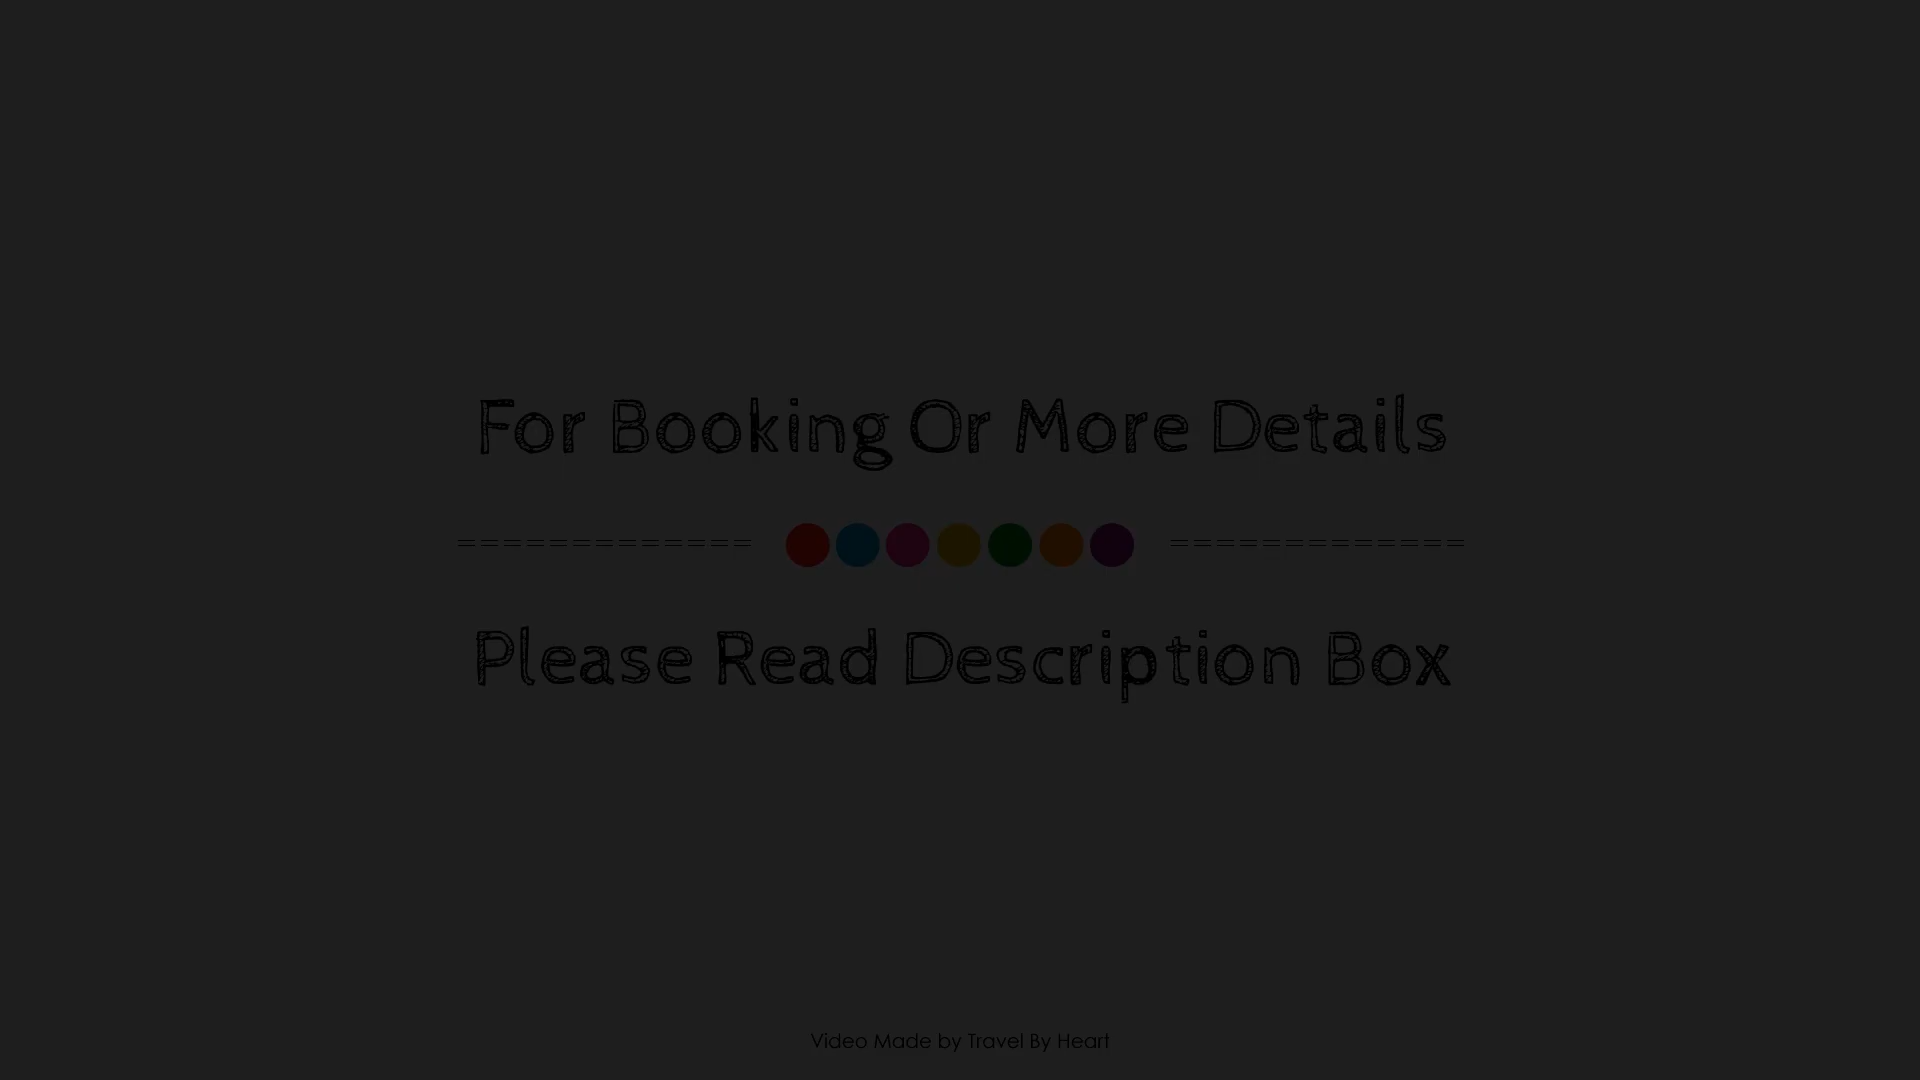 For Booking Or More Details
============= =============
Please Read Description Box
Video Made by Travel By Heart